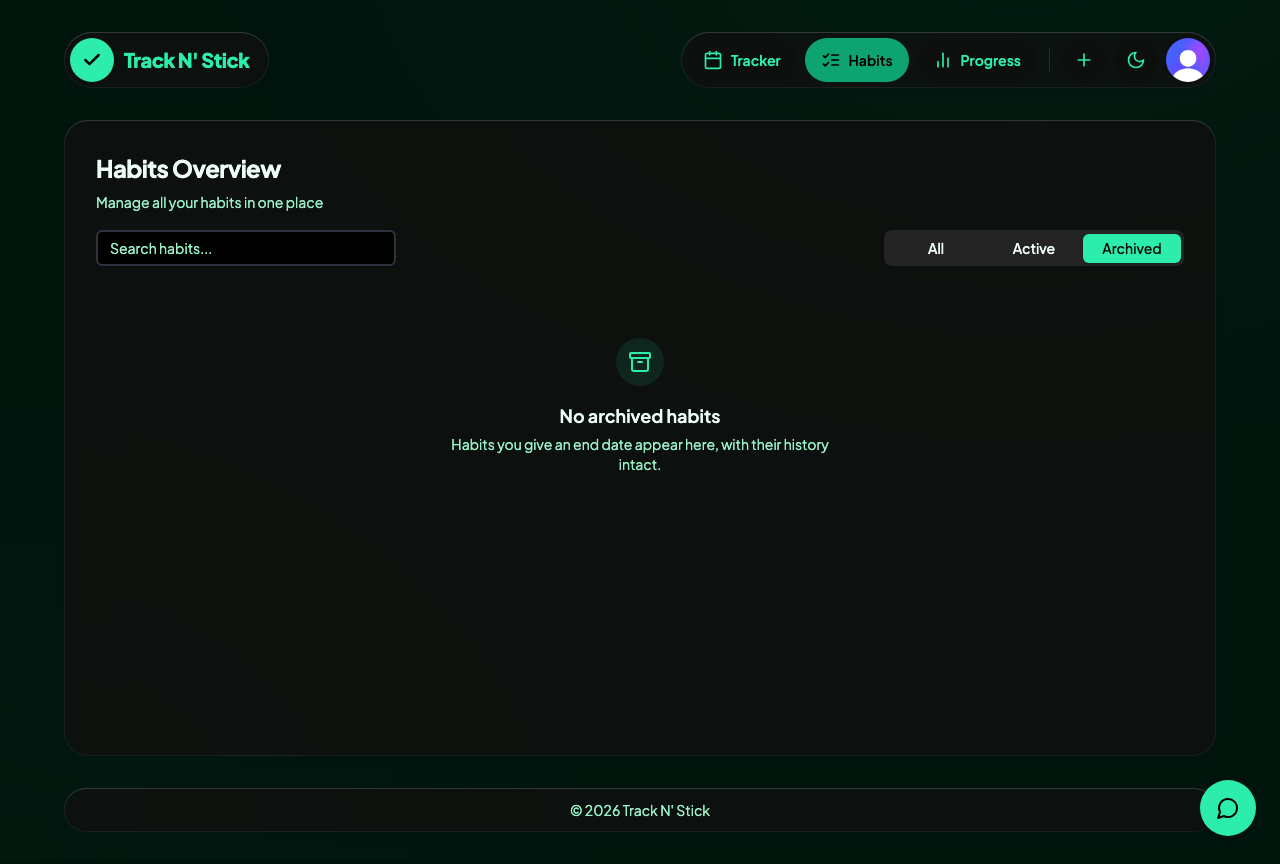 Track N' Stick
Tracker
Habits
Progress
Habits Overview
Manage all your habits in one place
Search habits...
All
Active
Archived
No archived habits
Habits you give an end date appear here, with their history
intact.
© 2026 Track N' Stick